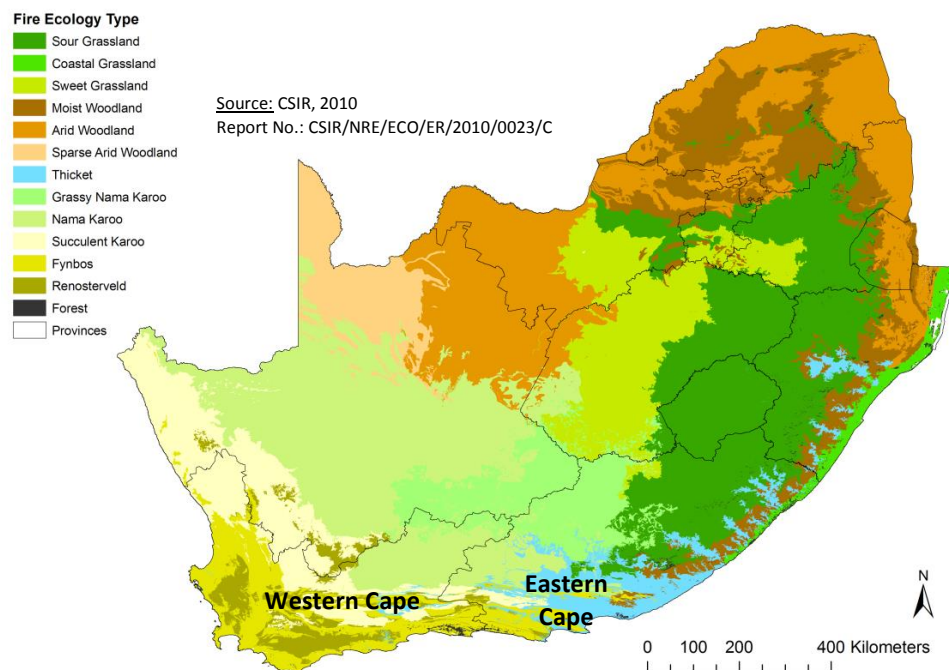 Fire Ecology Type
Sour Grassland
Coastal Grassland
Sweet Grassland
Moist Woodland
Arid Woodland
Sparse Arid Woodland
Thicket
Grassy Nama Karoo
Nama Karoo
Succulent Karoo
Fynbos
Renosterveld
Forest
Provinces
Source: CSIR, 2010
Report No.: CSIR/NRE/ECO/ER/2010/0023/C
Western Cape
Eastern
Cape
N
0 100 200 400 Kilometers